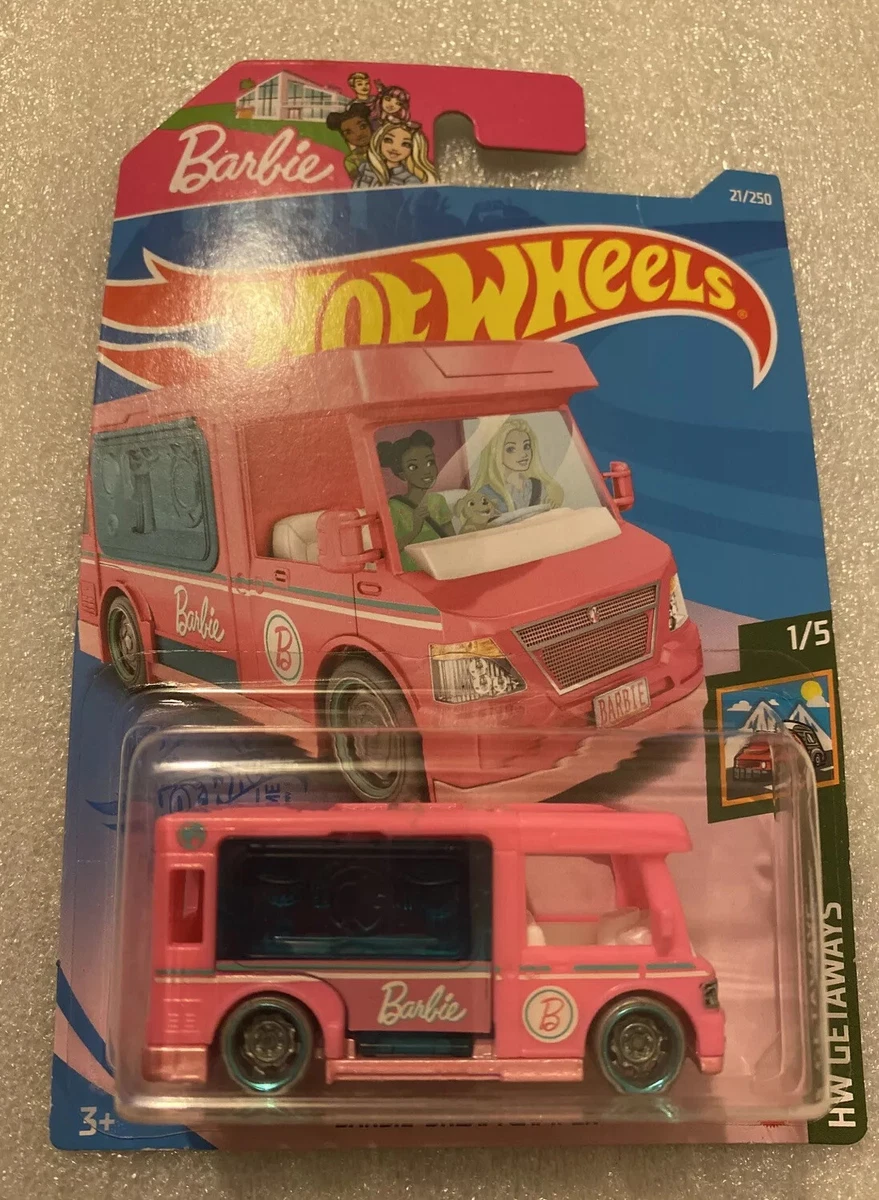 Barbie
21/250
HOT WHEELS®
Barbie
B
BARBIE
1/5
HW GETAWAYS
Barbie
B
3+